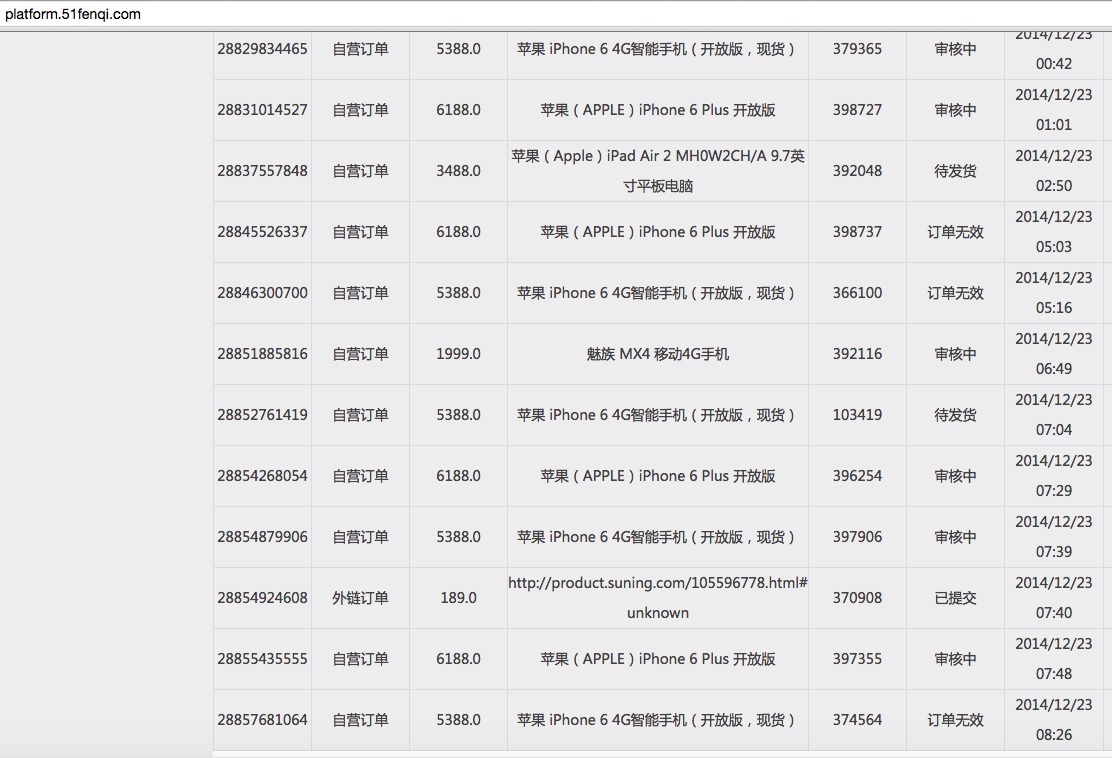 platform.51fenqi.com
28829834465 自营订单 5388.0 苹果 iPhone 6 4G智能手机（开放版，现货） 379365 审核中 2014/12/23
00:42
28831014527 自营订单 6188.0 苹果（APPLE）iPhone 6 Plus 开放版 398727 审核中 2014/12/23
01:01
28837557848 自营订单 3488.0 苹果（Apple）iPad Air 2 MH0W2CH/A 9.7英 392048 待发货 2014/12/23
寸平板电脑 02:50
28845526337 自营订单 6188.0 苹果（APPLE）iPhone 6 Plus 开放版 398737 订单无效 2014/12/23
05:03
28846300700 自营订单 5388.0 苹果 iPhone 6 4G智能手机（开放版，现货） 366100 订单无效 2014/12/23
05:16
28851885816 自营订单 1999.0 魅族 MX4 移动4G手机 392116 审核中 2014/12/23
06:49
28852761419 自营订单 5388.0 苹果 iPhone 6 4G智能手机（开放版，现货） 103419 待发货 2014/12/23
07:04
28854268054 自营订单 6188.0 苹果（APPLE）iPhone 6 Plus 开放版 396254 审核中 2014/12/23
07:29
28854879906 自营订单 5388.0 苹果 iPhone 6 4G智能手机（开放版，现货） 397906 审核中 2014/12/23
07:39
28854924608 外链订单 189.0 http://product.suning.com/105596778.html# 370908 已提交 2014/12/23
unknown 07:40
28855435555 自营订单 6188.0 苹果（APPLE）iPhone 6 Plus 开放版 397355 审核中 2014/12/23
07:48
28857681064 自营订单 5388.0 苹果 iPhone 6 4G智能手机（开放版，现货） 374564 订单无效 2014/12/23
08:26